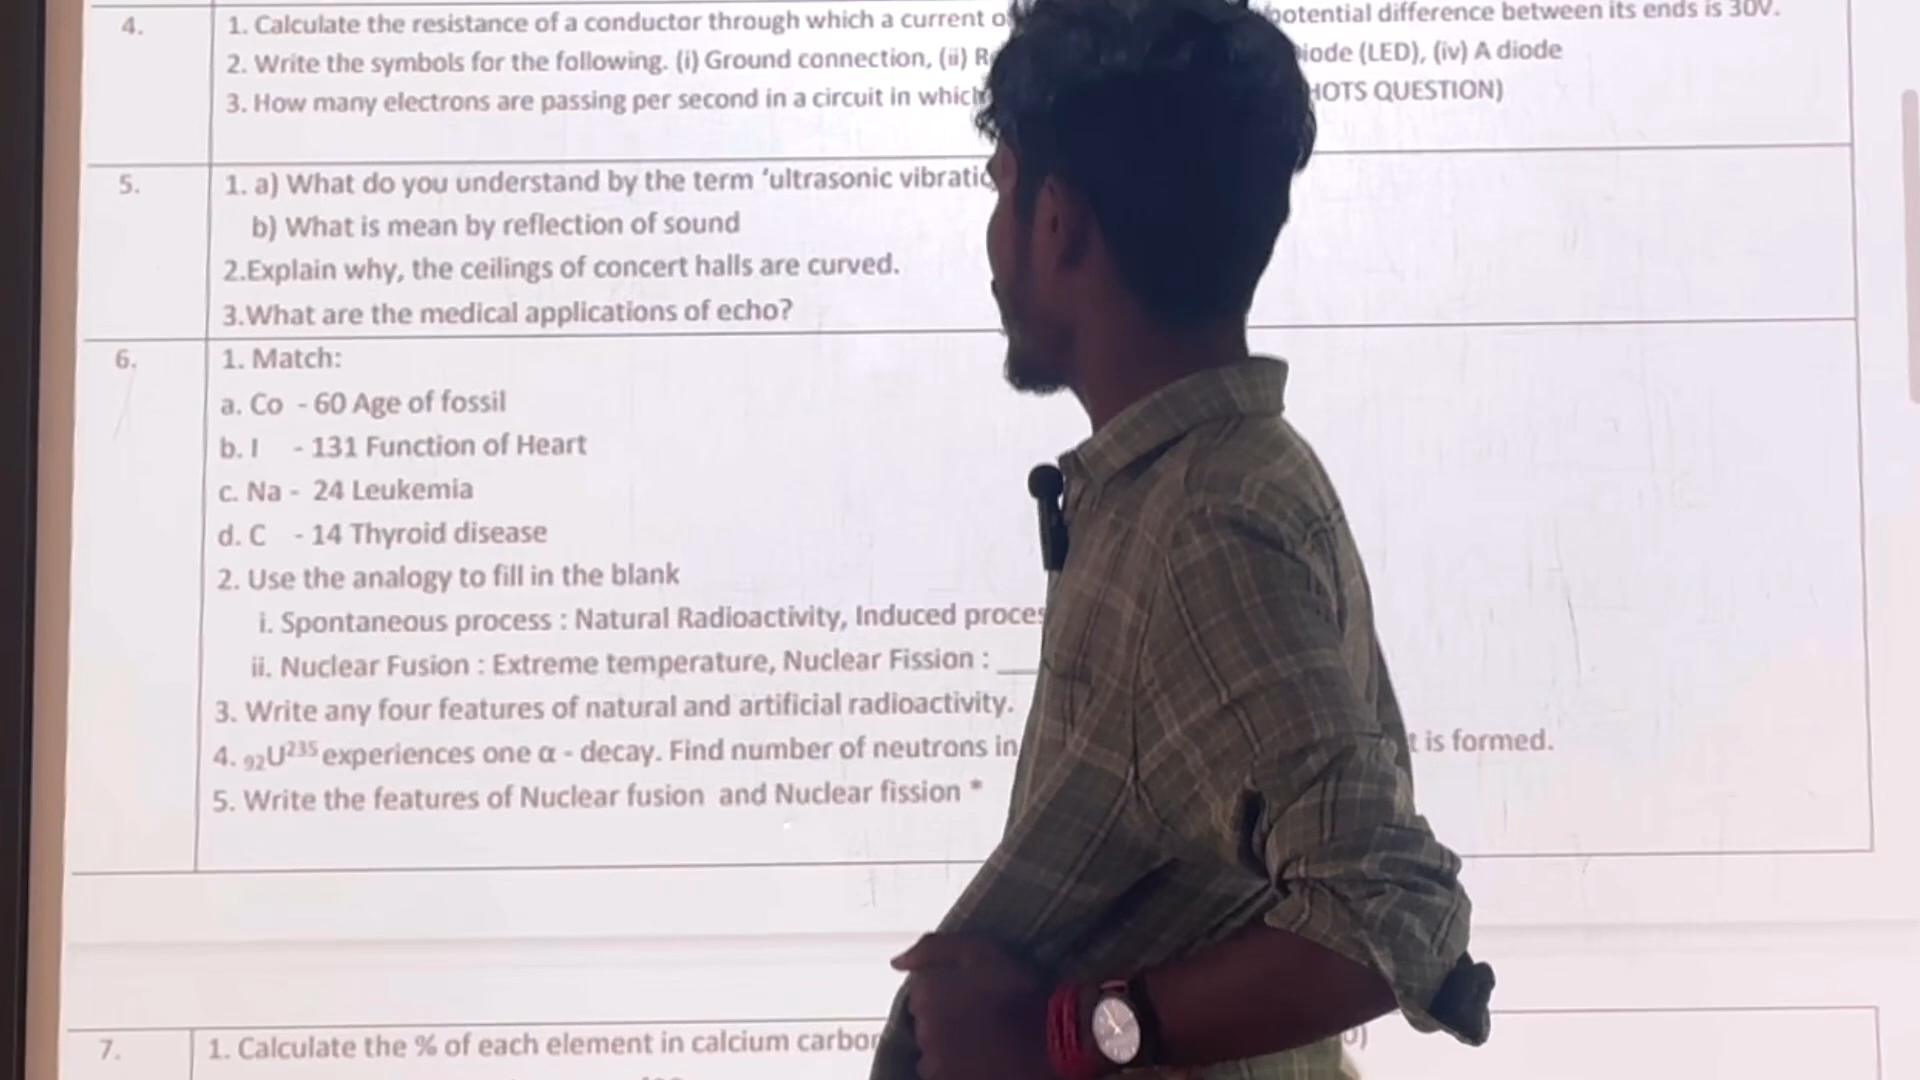 4.
1. Calculate the resistance of a conductor through which a current potential difference between its ends is 30V.
2. Write the symbols for the following. (i) Ground connection, (ii) (LED), (iv) A diode
3. How many electrons are passing per second in a circuit in which QUESTION)
5.
1. a) What do you understand by the term ‘ultrasonic
b) What is mean by reflection of sound
2.Explain why, the ceilings of concert halls are curved.
3.What are the medical applications of echo?
6.
1. Match:
a. Co - 60 Age of fossil
b. I - 131 Function of Heart
c. Na - 24 Leukemia
d. C - 14 Thyroid disease
2. Use the analogy to fill in the blank
i. Spontaneous process : Natural Radioactivity, Induced
ii. Nuclear Fusion : Extreme temperature, Nuclear Fission : ___
3. Write any four features of natural and artificial radioactivity.
4. ₉₂U²³⁵ experiences one α - decay. Find number of neutrons in is formed.
5. Write the features of Nuclear fusion and Nuclear fission *
7.
1. Calculate the % of each element in calcium